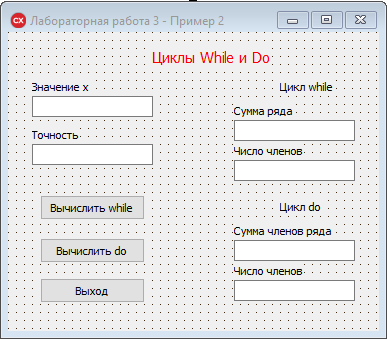 CX Лабораторная работа 3 - Пример 2
Циклы While и Do
Значение x
Точность
Вычислить while
Вычислить do
Выход
Цикл while
Сумма ряда
Число членов
Цикл do
Сумма членов ряда
Число членов